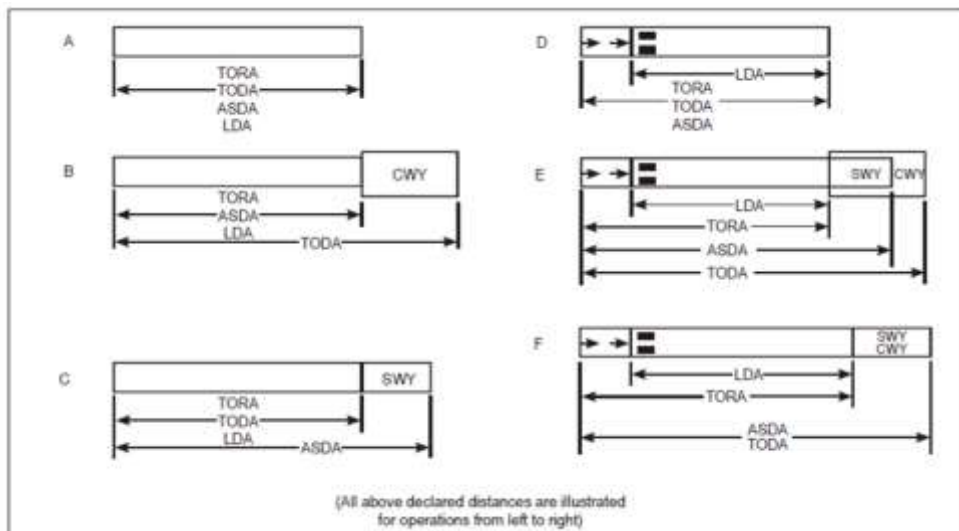 A
TORA
TODA
ASDA
LDA
B
CWY
TORA
ASDA
LDA
TODA
C
SWY
TORA
TODA
LDA
ASDA
D
LDA
TORA
TODA
ASDA
E
SWY
CWY
LDA
TORA
ASDA
TODA
F
SWY
CWY
LDA
TORA
ASDA
TODA
(All above declared distances are illustrated
for operations from left to right)